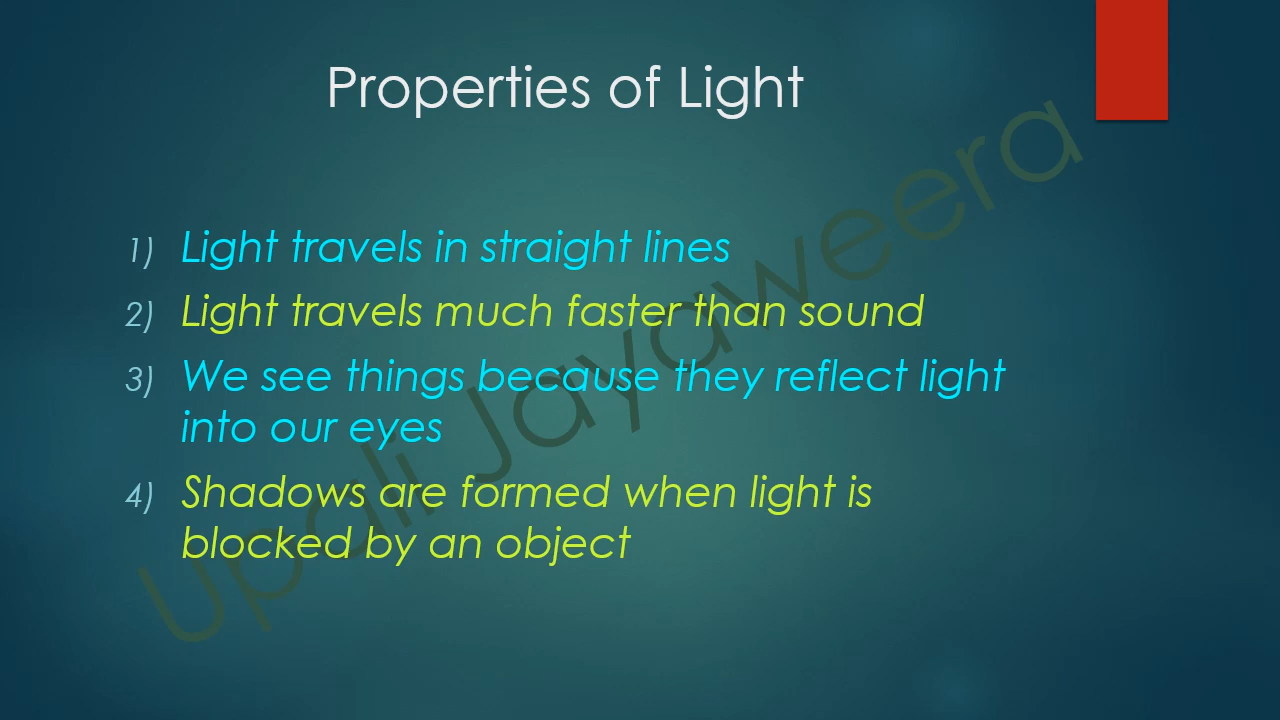 Properties of Light
1) Light travels in straight lines
2) Light travels much faster than sound
3) We see things because they reflect light
into our eyes
4) Shadows are formed when light is
blocked by an object
Upali Jayaweera